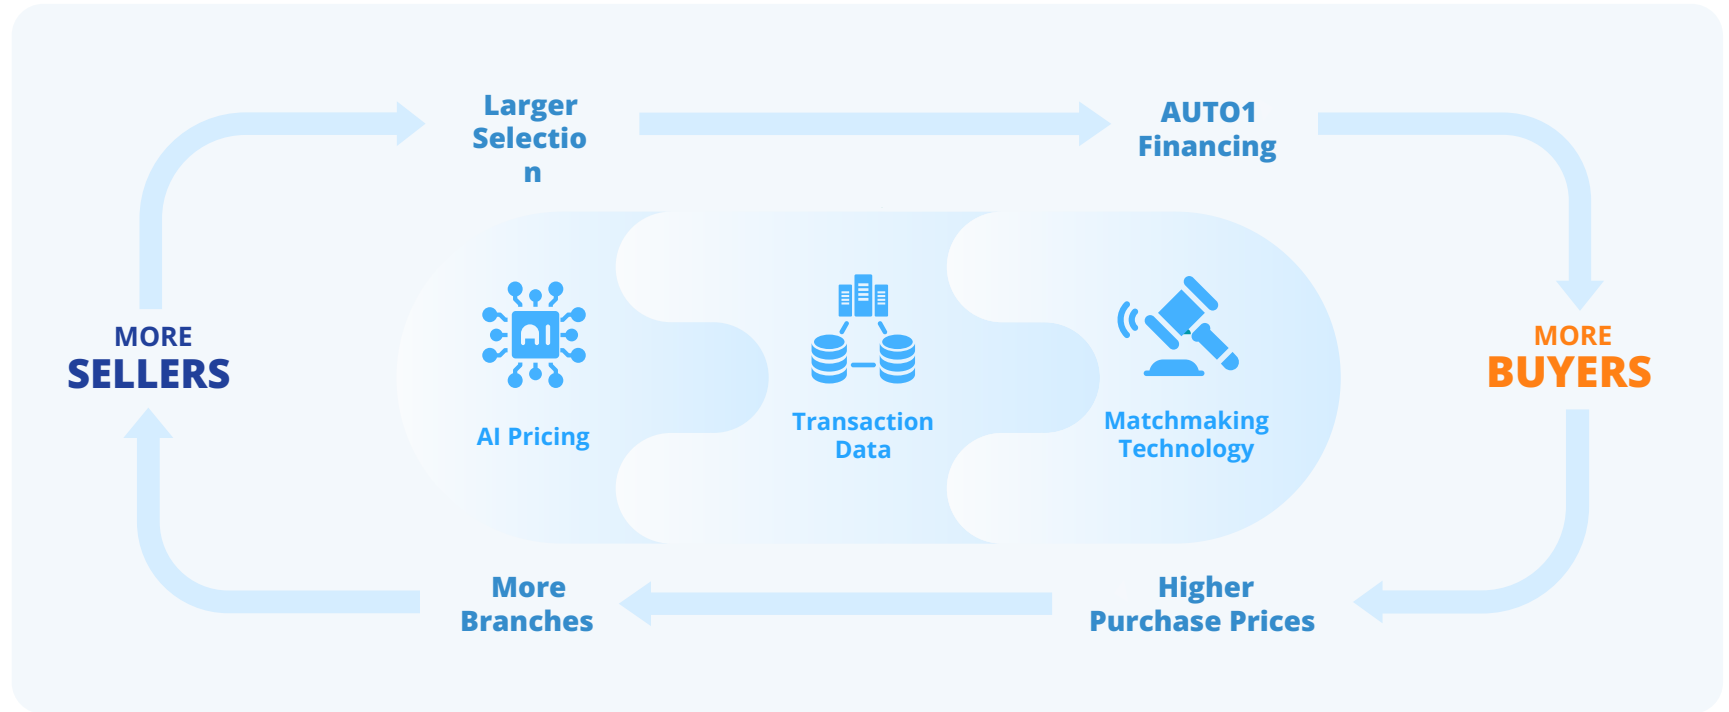 Larger
Selectio
n
AUTO1
Financing
MORE
SELLERS
MORE
BUYERS
AI
AI Pricing
Transaction
Data
Matchmaking
Technology
More
Branches
Higher
Purchase Prices